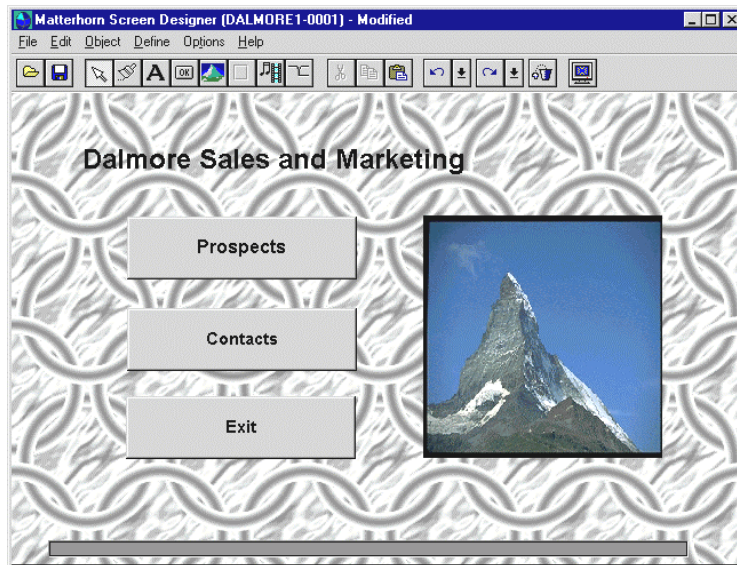 Matterhorn Screen Designer (DALMORE1-0001) - Modified
File Edit Object Define Options Help
A OK
Dalmore Sales and Marketing
Prospects
Contacts
Exit